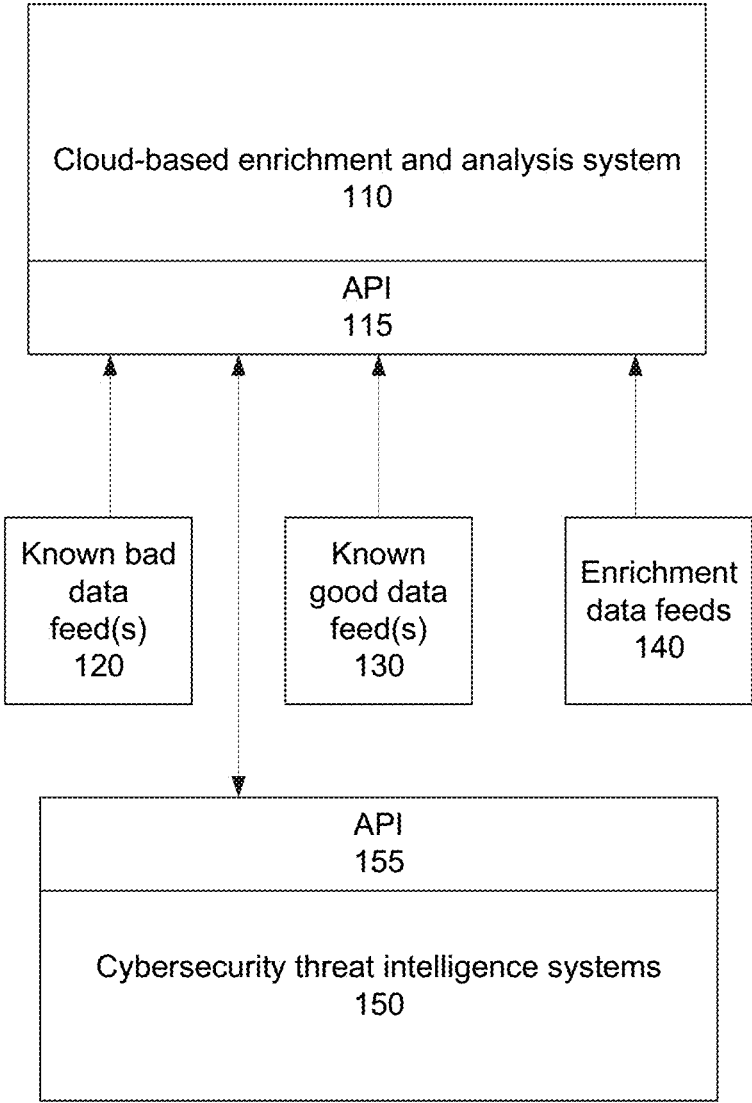 Cloud-based enrichment and analysis system
110
API
115
Known bad
data
feed(s)
120
Known
good data
feed(s)
130
Enrichment
data feeds
140
API
155
Cybersecurity threat intelligence systems
150